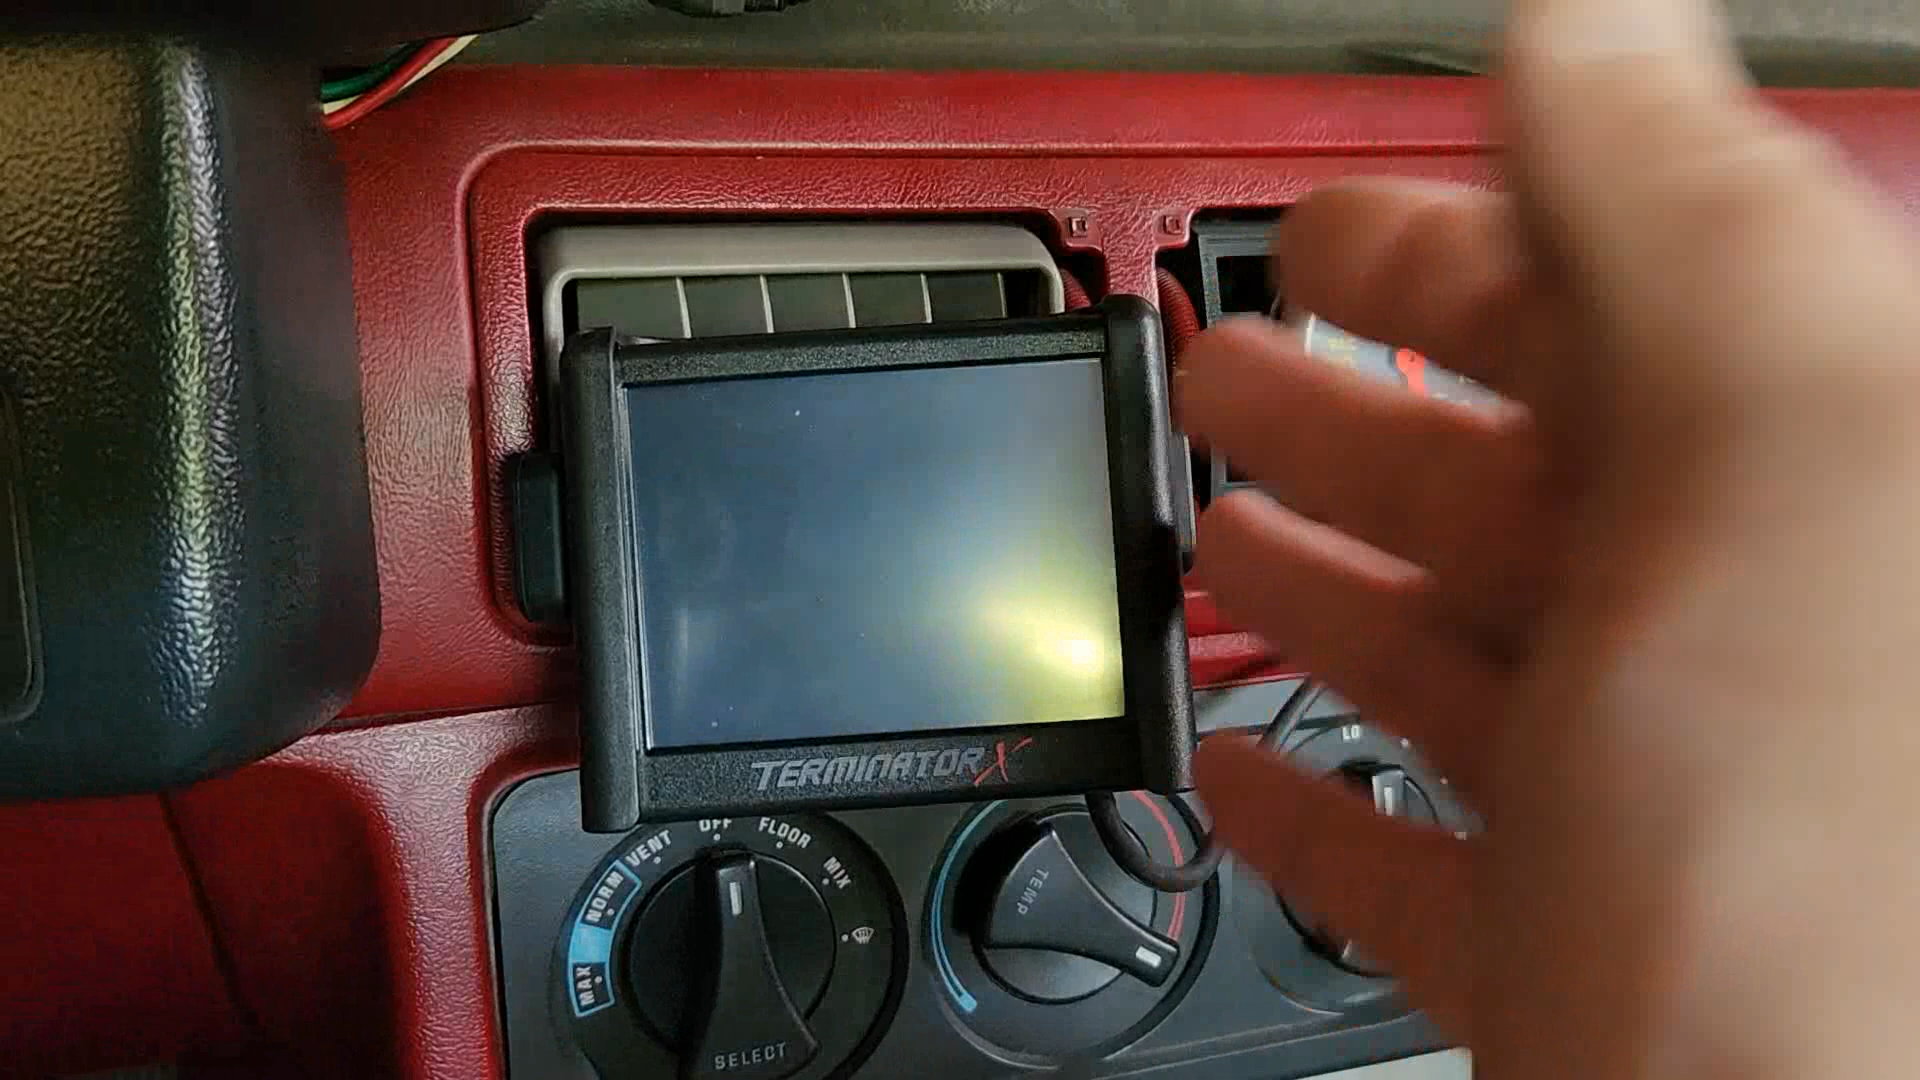 TERMINATOR X
MAX
NORM
VENT
OFF
FLOOR
MIX
SELECT
TEMP
LO